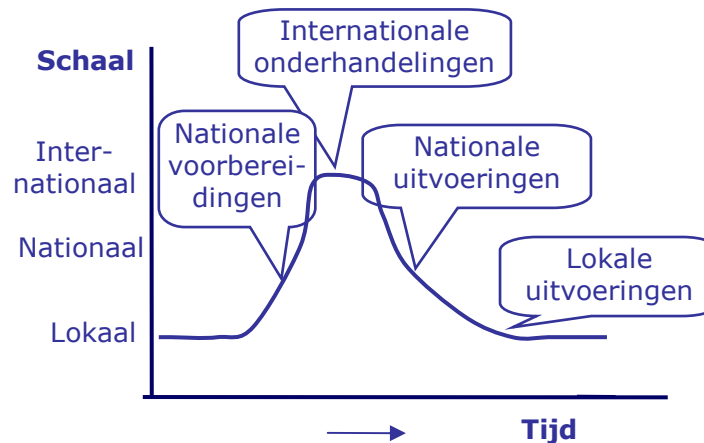 Schaal
Internationale
onderhandelingen
Inter-
nationaal
Nationale
voorberei-
dingen
Nationale
uitvoeringen
Nationaal
Lokale
uitvoeringen
Lokaal
Tijd